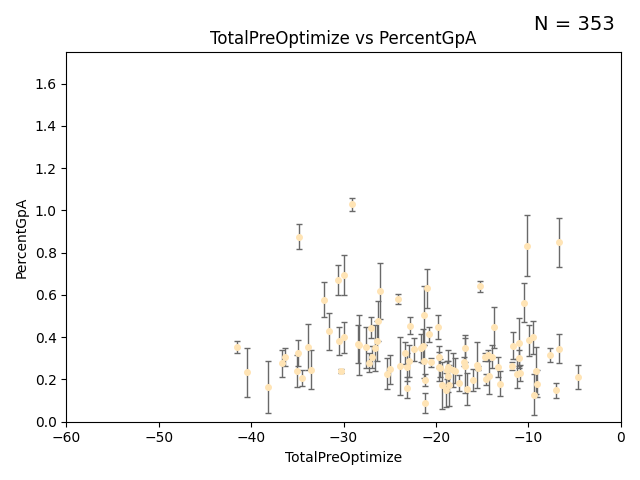 N = 353
TotalPreOptimize vs PercentGpA
1.6
1.4
1.2
1.0
0.8
0.6
0.4
0.2
0.0
PercentGpA
−60 −50 −40 −30 −20 −10 0
TotalPreOptimize